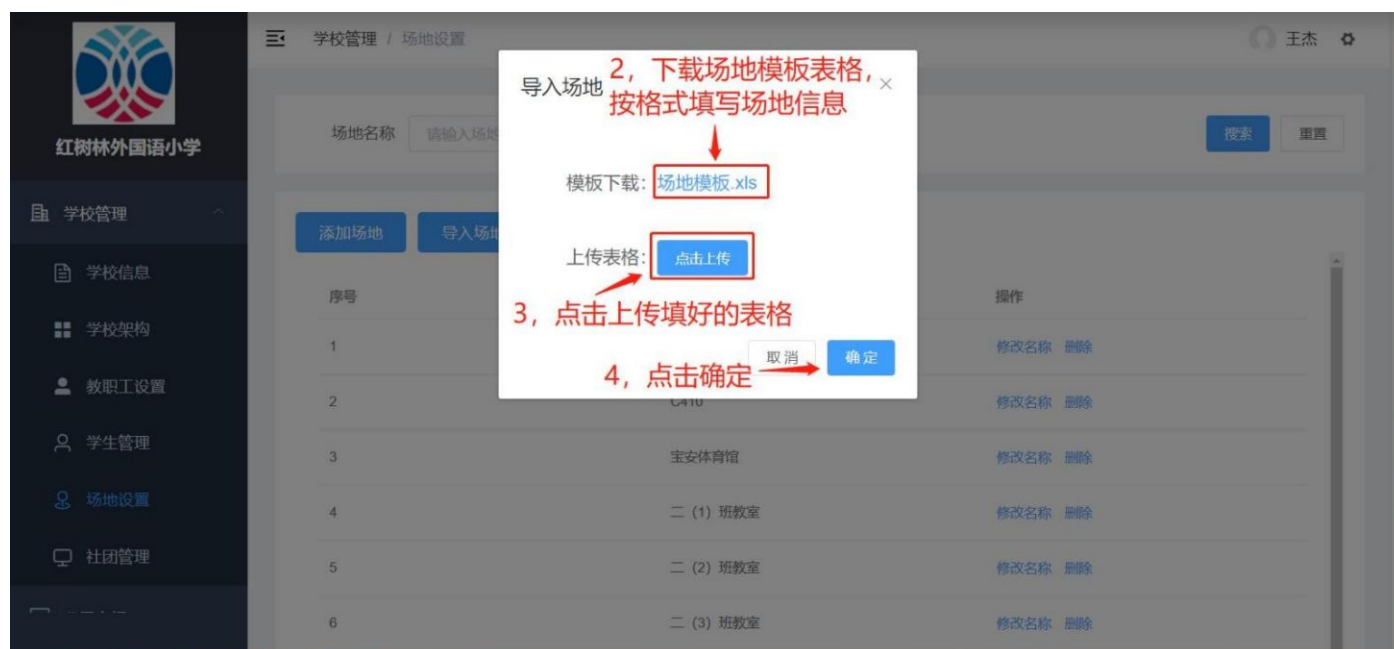 学校管理 / 场地设置
王杰
红树林外国语小学
学校管理
学校信息
学校架构
教职工设置
学生管理
场地设置
社团管理
场地名称
请输入场地
搜索
重置
添加场地
导入场地
导入场地
2，下载场地模板表格，
按格式填写场地信息
模板下载：场地模板.xls
上传表格：点击上传
3，点击上传填好的表格
取消
确定
4，点击确定
序号
操作
1
修改名称 删除
2
C410
修改名称 删除
3
宝安体育馆
修改名称 删除
4
二（1）班教室
修改名称 删除
5
二（2）班教室
修改名称 删除
6
二（3）班教室
修改名称 删除